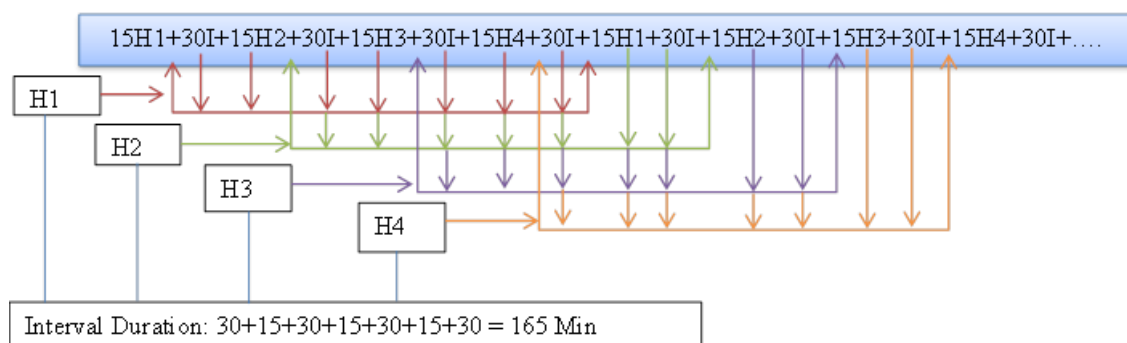 15H1+30I+15H2+30I+15H3+30I+15H4+30I+15H1+30I+15H2+30I+15H3+30I+15H4+30I+....
H1
H2
H3
H4
Interval Duration: 30+15+30+15+30+15+30 = 165 Min